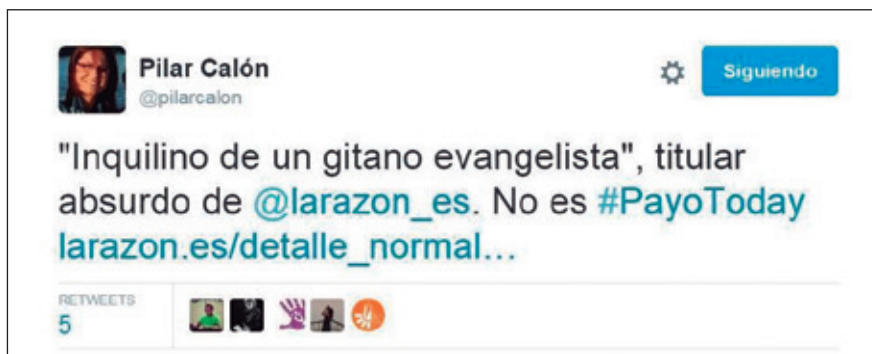 Pilar Calón
@pilarcalon
Siguiendo
"Inquilino de un gitano evangelista", titular
absurdo de @larazon_es. No es #PayoToday
larazon.es/detalle_normal...
RETWEETS
5